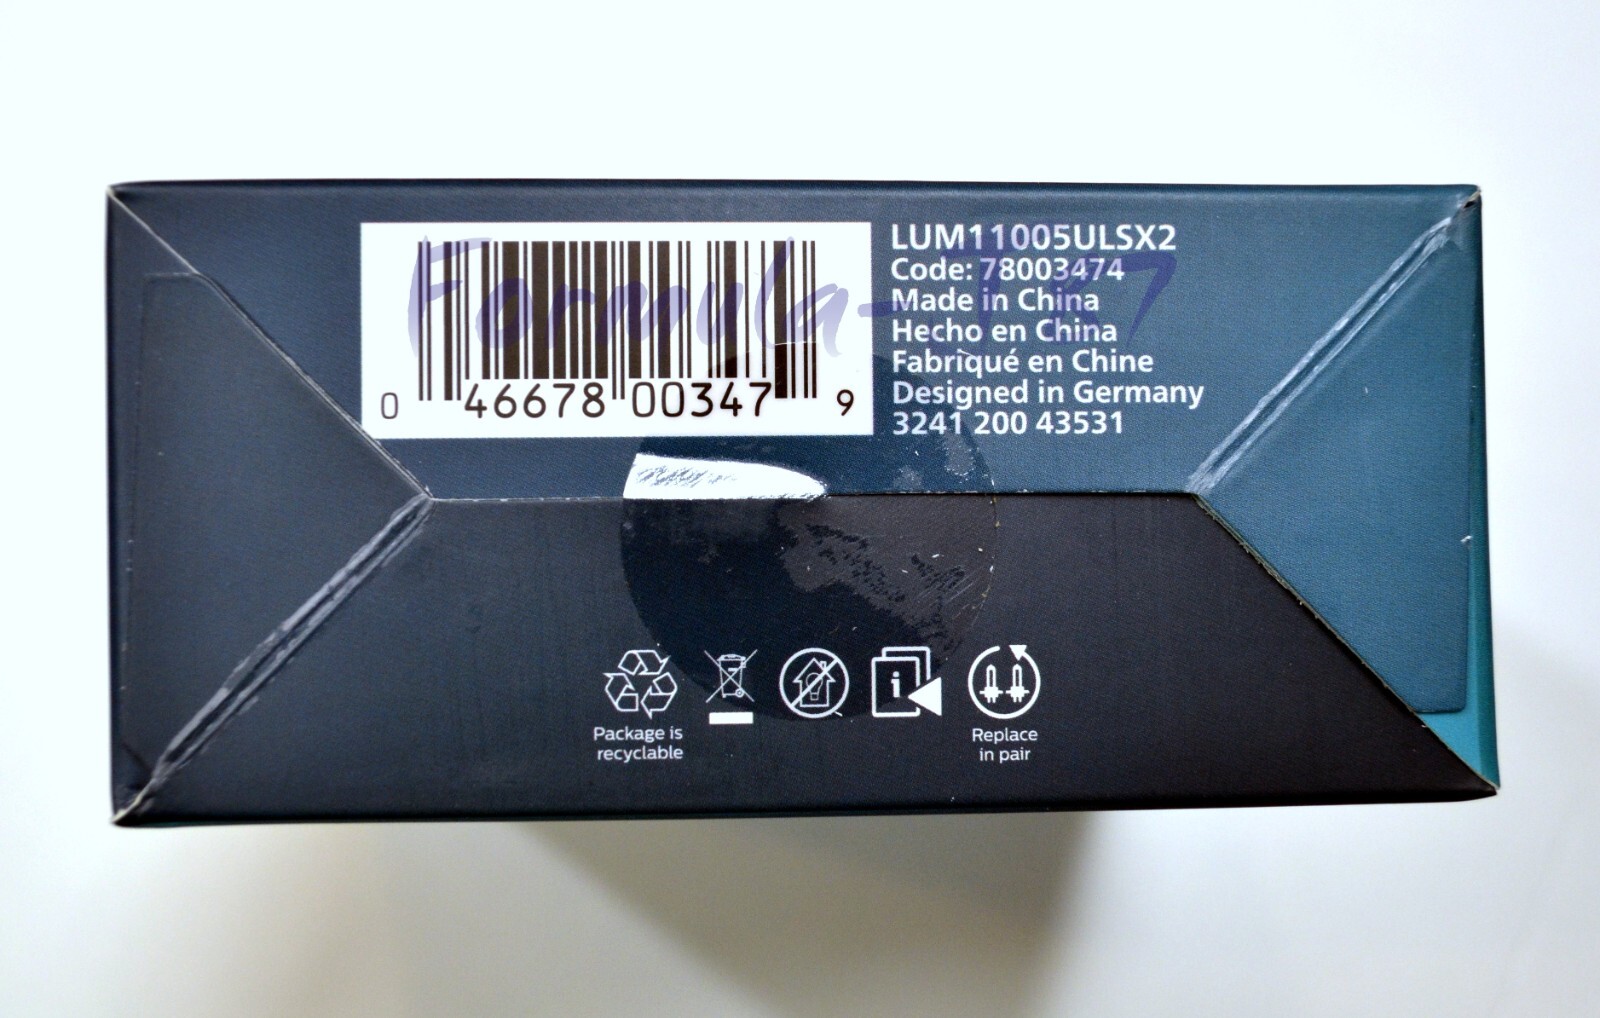 LUM11005ULSX2
Code: 78003474
Made in China
Hecho en China
Fabriqué en Chine
Designed in Germany
3241 200 43531
0 46678 00347 9
Formula-787
Package is
recyclable
i
Replace
in pair